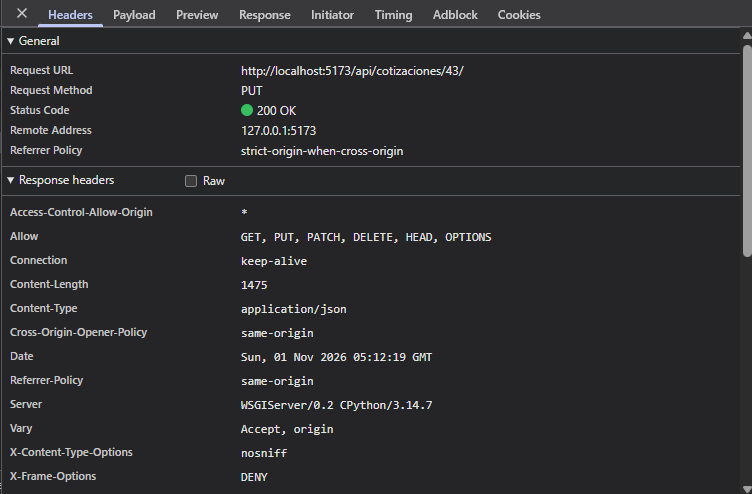 Headers Payload Preview Response Initiator Timing Adblock Cookies
General
Request URL http://localhost:5173/api/cotizaciones/43/
Request Method PUT
Status Code 200 OK
Remote Address 127.0.0.1:5173
Referrer Policy strict-origin-when-cross-origin
Response headers Raw
Access-Control-Allow-Origin *
Allow GET, PUT, PATCH, DELETE, HEAD, OPTIONS
Connection keep-alive
Content-Length 1475
Content-Type application/json
Cross-Origin-Opener-Policy same-origin
Date Sun, 01 Nov 2026 05:12:19 GMT
Referrer-Policy same-origin
Server WSGIServer/0.2 CPython/3.14.7
Vary Accept, origin
X-Content-Type-Options nosniff
X-Frame-Options DENY